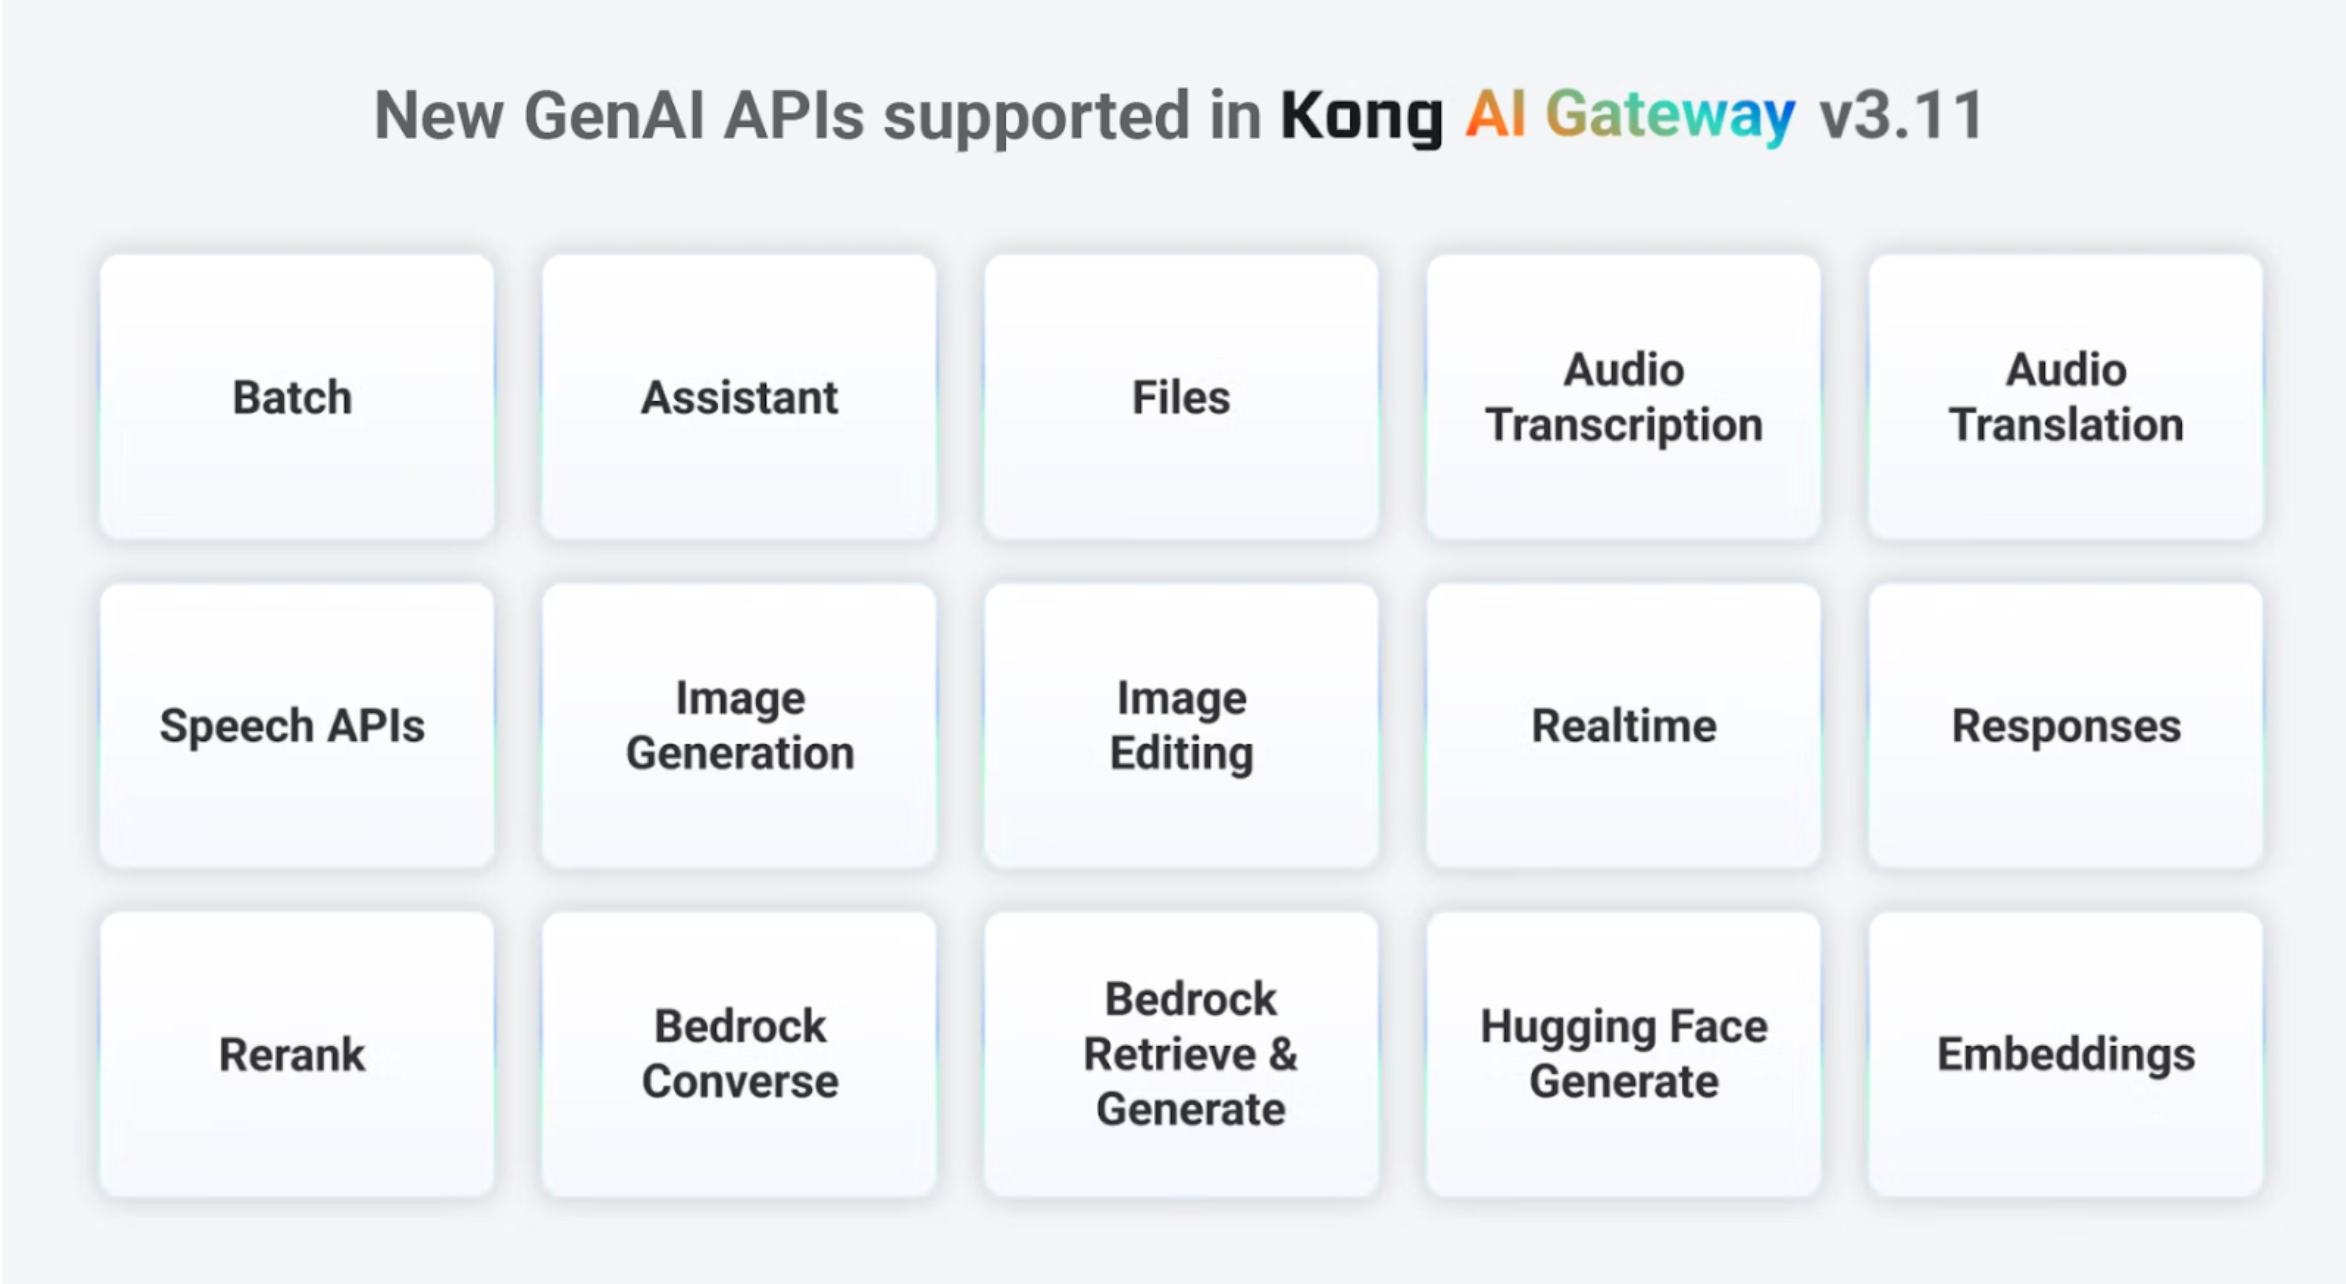 New GenAI APIs supported in Kong AI Gateway v3.11
Batch
Assistant
Files
Audio
Transcription
Audio
Translation
Speech APIs
Image
Generation
Image
Editing
Realtime
Responses
Rerank
Bedrock
Converse
Bedrock
Retrieve &
Generate
Hugging Face
Generate
Embeddings